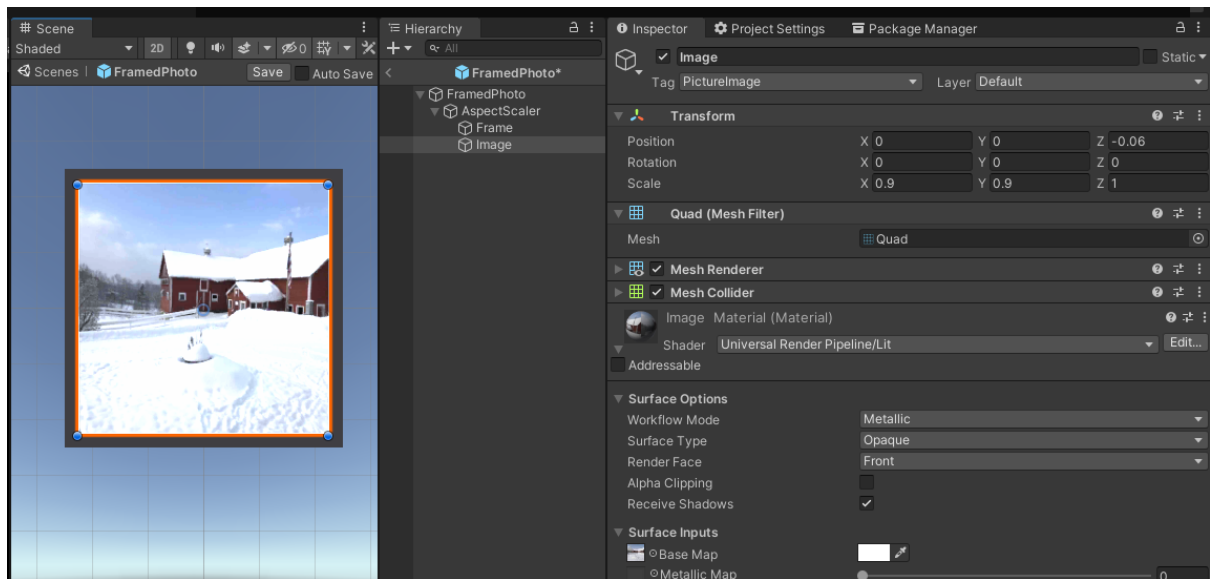 Scene
Shaded
2D
0
Scenes
FramedPhoto
Save
Auto Save
Hierarchy
All
FramedPhoto*
FramedPhoto
AspectScaler
Frame
Image
Inspector
Project Settings
Package Manager
Image
Static
Tag PictureImage
Layer Default
Transform
Position X 0 Y 0 Z -0.06
Rotation X 0 Y 0 Z 0
Scale X 0.9 Y 0.9 Z 1
Quad (Mesh Filter)
Mesh Quad
Mesh Renderer
Mesh Collider
Image Material (Material)
Shader Universal Render Pipeline/Lit Edit...
Addressable
Surface Options
Workflow Mode Metallic
Surface Type Opaque
Render Face Front
Alpha Clipping
Receive Shadows
Surface Inputs
Base Map
Metallic Map 0